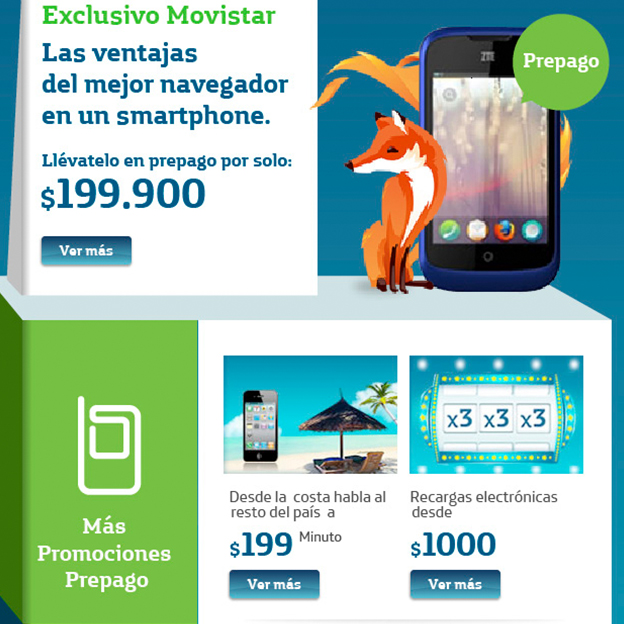 Exclusivo Movistar
Las ventajas
del mejor navegador
en un smartphone.
Llévatelo en prepago por solo:
$199.900
Ver más
ZTE
Prepago
Más
Promociones
Prepago
Desde la costa habla al
resto del país a
$199 Minuto
Ver más
x3 x3 x3
Recargas electrónicas
desde
$1000
Ver más